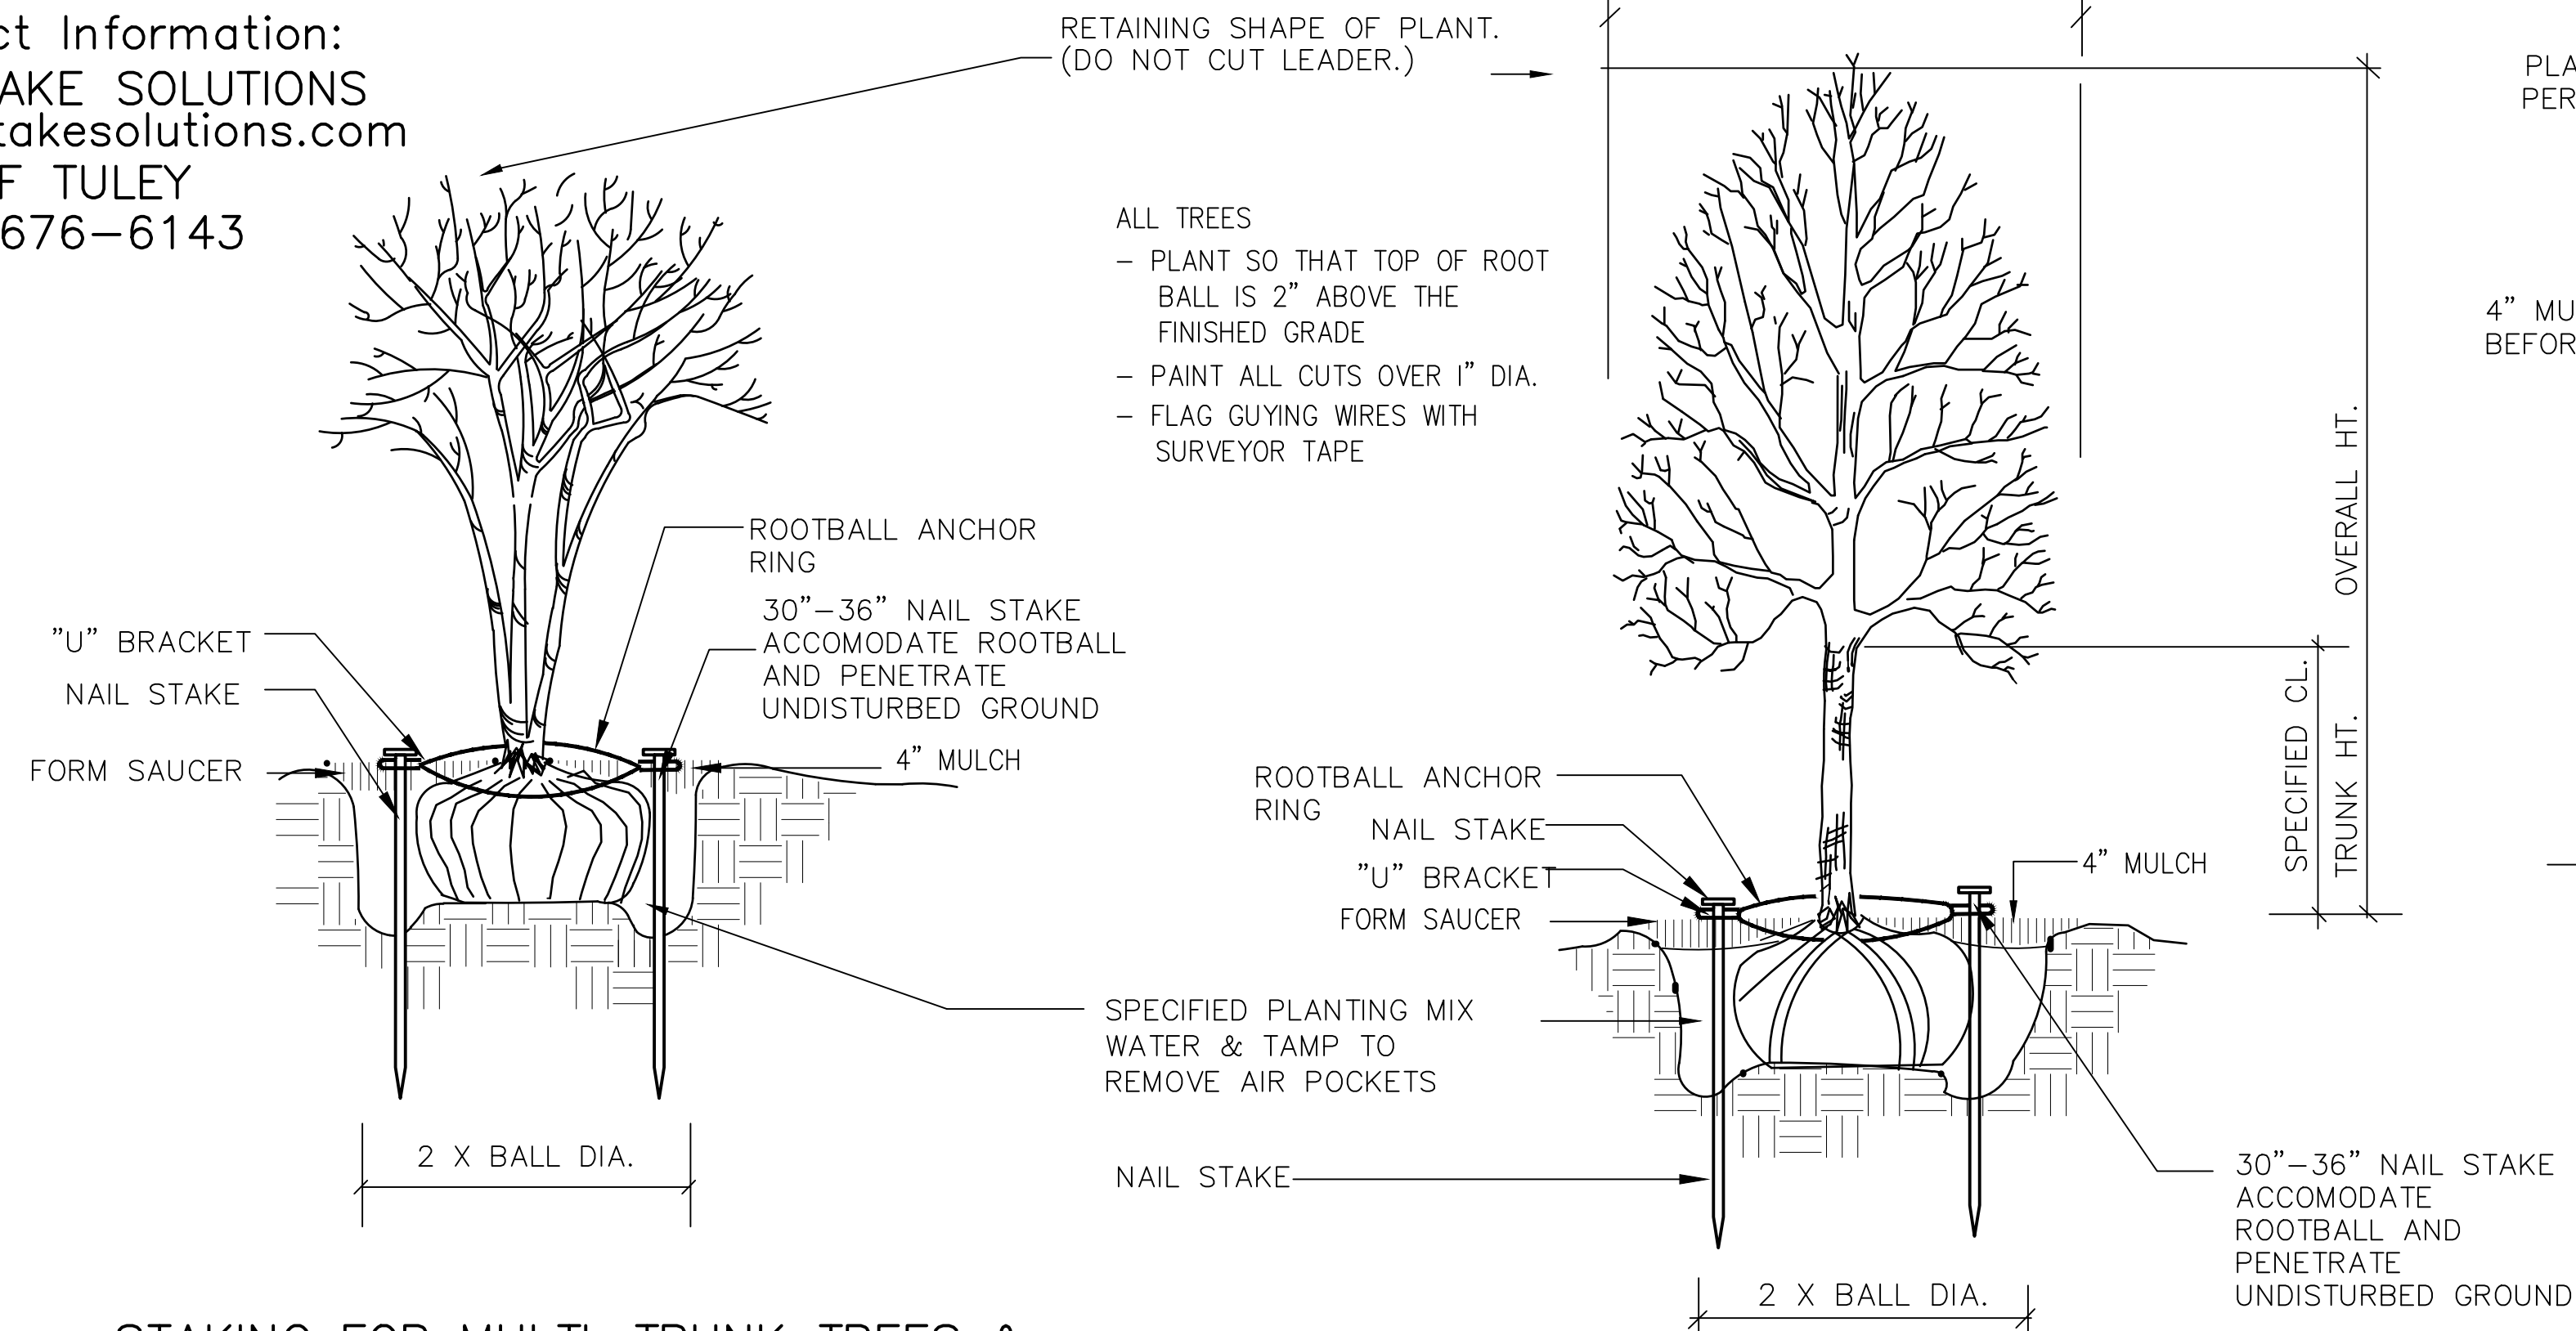 ct Information:
AKE SOLUTIONS
takesolutions.com
F TULEY
676-6143
RETAINING SHAPE OF PLANT.
(DO NOT CUT LEADER.)
ALL TREES
- PLANT SO THAT TOP OF ROOT
BALL IS 2" ABOVE THE
FINISHED GRADE
- PAINT ALL CUTS OVER 1" DIA.
- FLAG GUYING WIRES WITH
SURVEYOR TAPE
ROOTBALL ANCHOR
RING
30"-36" NAIL STAKE
ACCOMODATE ROOTBALL
AND PENETRATE
UNDISTURBED GROUND
"U" BRACKET
NAIL STAKE
FORM SAUCER
4" MULCH
SPECIFIED PLANTING MIX
WATER & TAMP TO
REMOVE AIR POCKETS
2 X BALL DIA.
NAIL STAKE
STAKING FOR MULTI-TRUNK TREES &
ROOTBALL ANCHOR
RING
NAIL STAKE
"U" BRACKET
FORM SAUCER
4" MULCH
SPECIFIED CL.
TRUNK HT.
OVERALL HT.
30"-36" NAIL STAKE
ACCOMODATE
ROOTBALL AND
PENETRATE
UNDISTURBED GROUND
2 X BALL DIA.
PLA
PER
4" MU
BEFOR